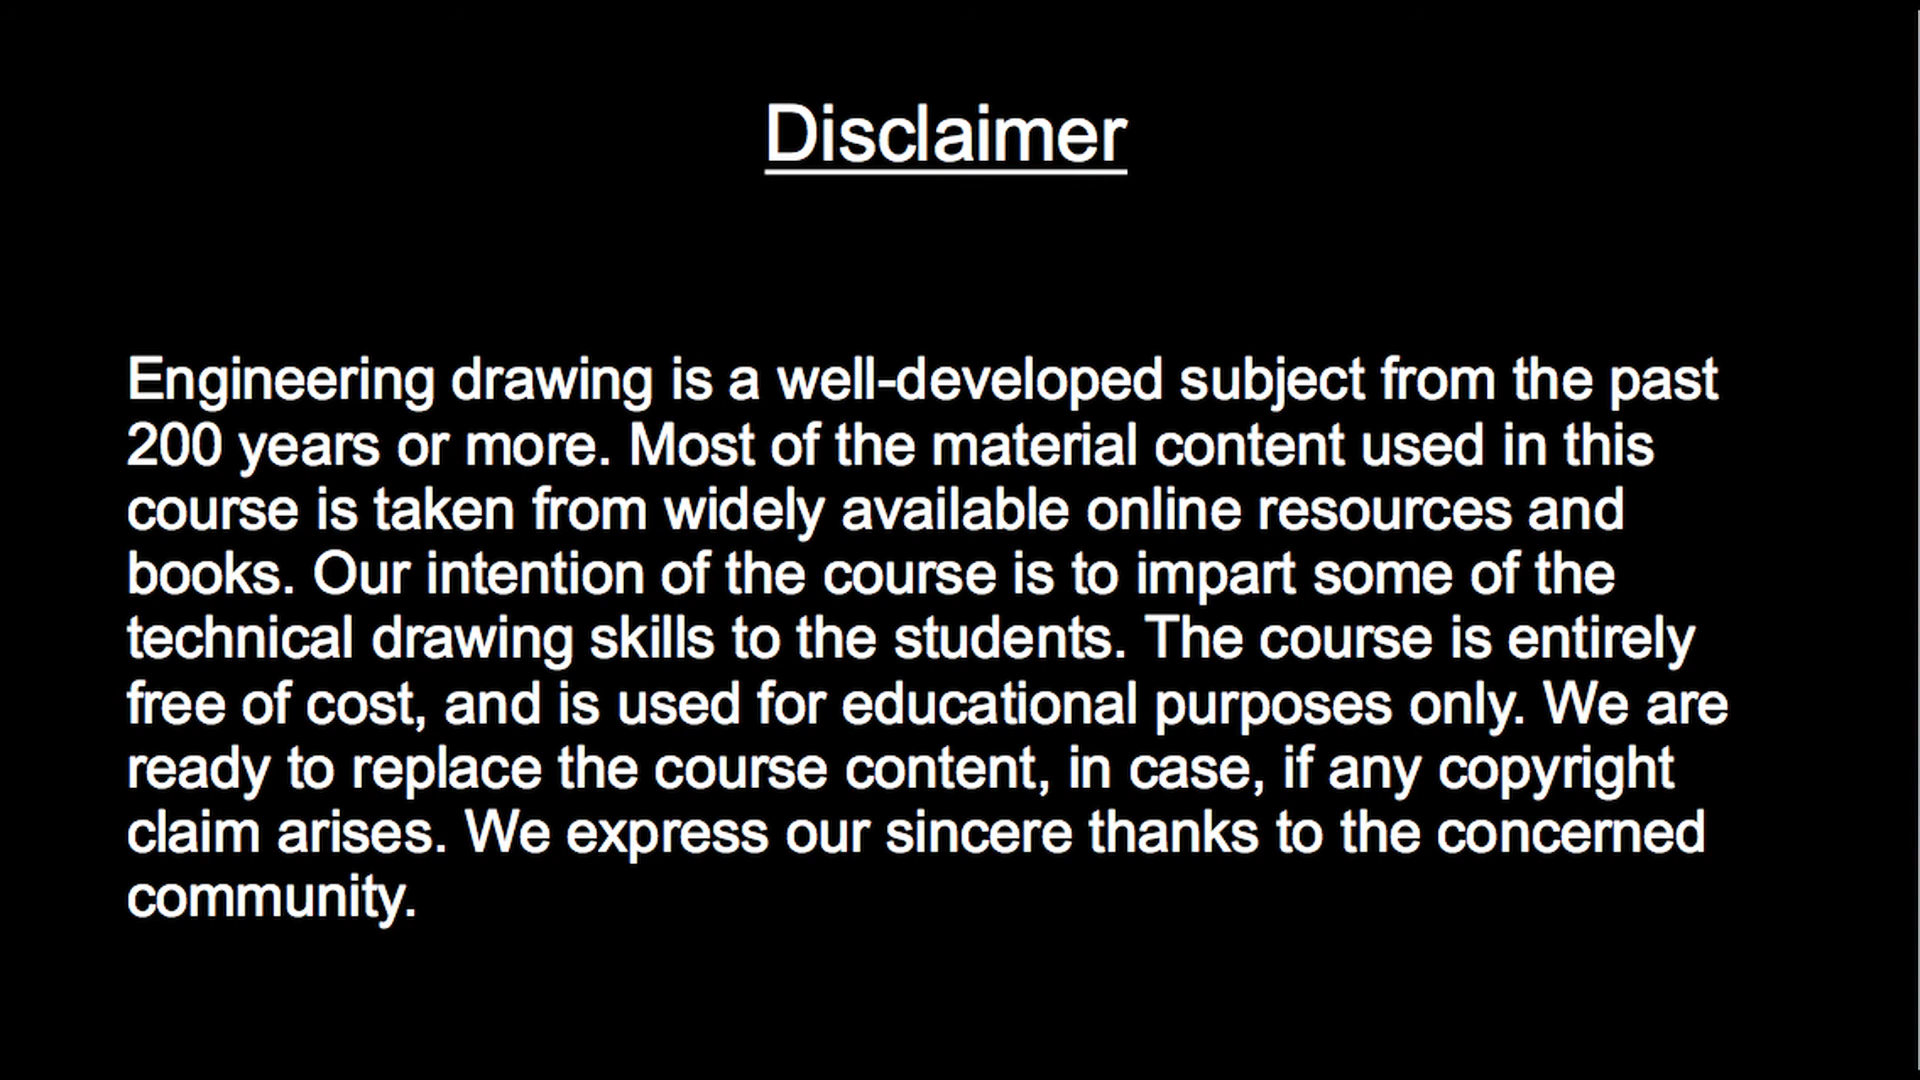 Disclaimer
Engineering drawing is a well-developed subject from the past
200 years or more. Most of the material content used in this
course is taken from widely available online resources and
books. Our intention of the course is to impart some of the
technical drawing skills to the students. The course is entirely
free of cost, and is used for educational purposes only. We are
ready to replace the course content, in case, if any copyright
claim arises. We express our sincere thanks to the concerned
community.